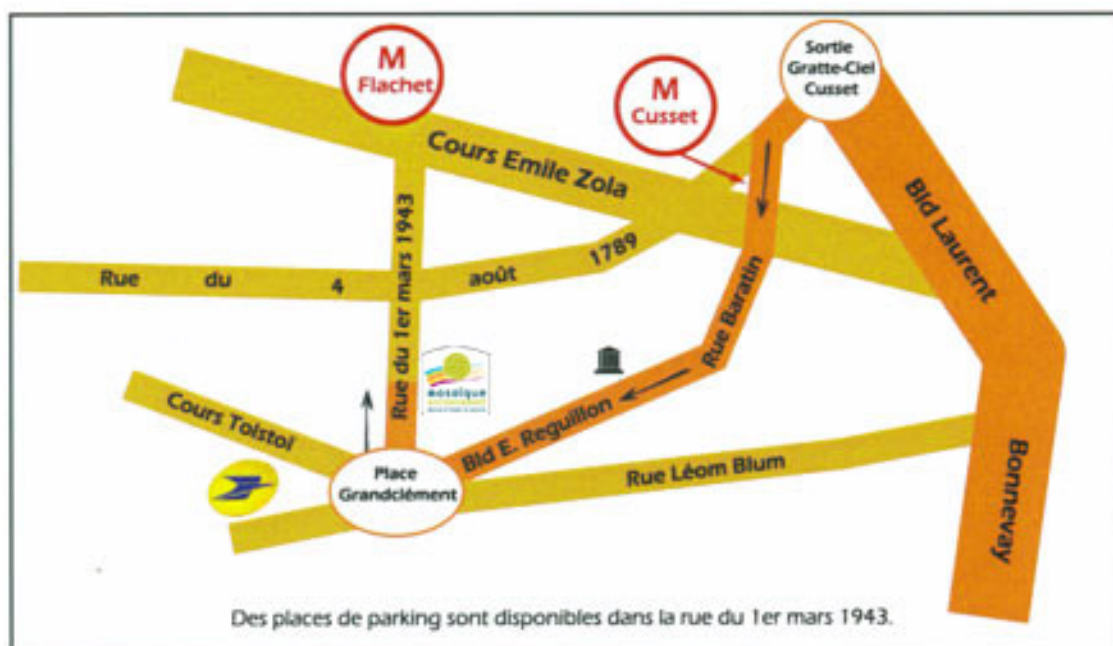 M
Flachet
M
Cusset
Sortie
Gratte-Ciel
Cusset
Cours Emile Zola
Bld Laurent
Bonnevay
Rue du 4 août 1789
Rue du 1er mars 1943
Rue Baratin
mosaïque
Bld E. Reguillon
Cours Tolstoï
Place
Grandclément
Rue Léom Blum
Des places de parking sont disponibles dans la rue du 1er mars 1943.